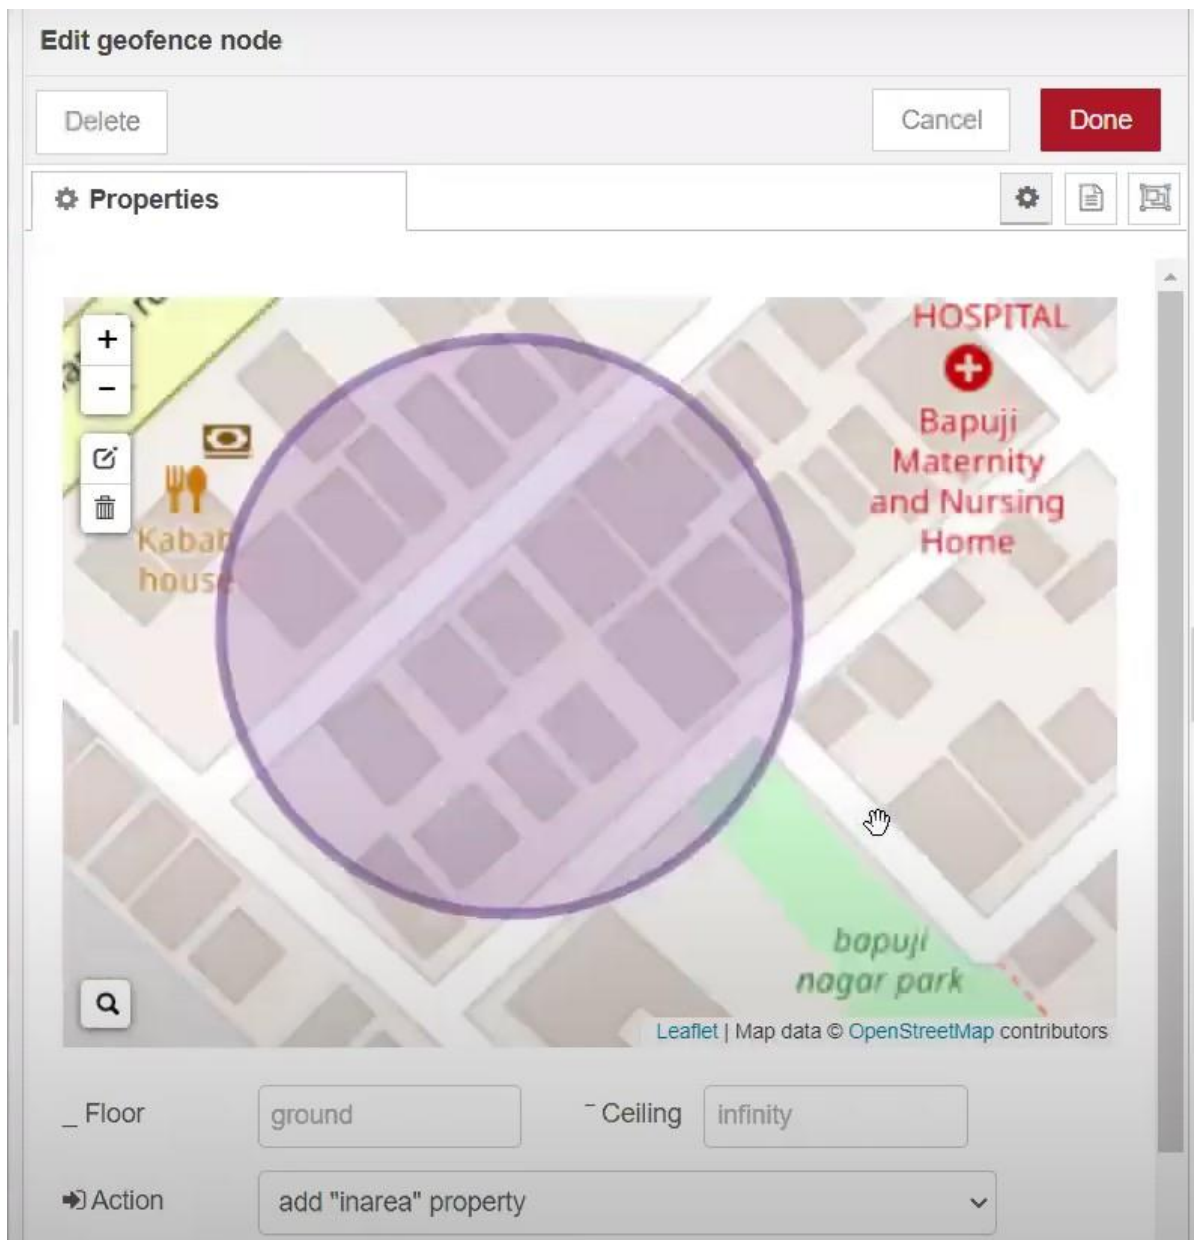 Edit geofence node
Delete
Cancel
Done
Properties
+
−
HOSPITAL
Bapuji
Maternity
and Nursing
Home
Kabab
house
bapuji
nagar park
Leaflet | Map data © OpenStreetMap contributors
Floor
ground
Ceiling
infinity
Action
add "inarea" property